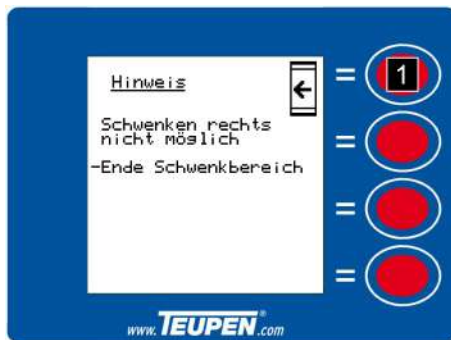 Hinweis
Schwenken rechts
nicht möglich
-Ende Schwenkbereich
= 1
=
=
=
www.TEUPEN®.com